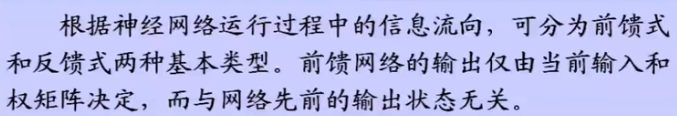 根据神经网络运行过程中的信息流向，可分为前馈式
和反馈式两种基本类型。前馈网络的输出仅由当前输入和
权矩阵决定，而与网络先前的输出状态无关。